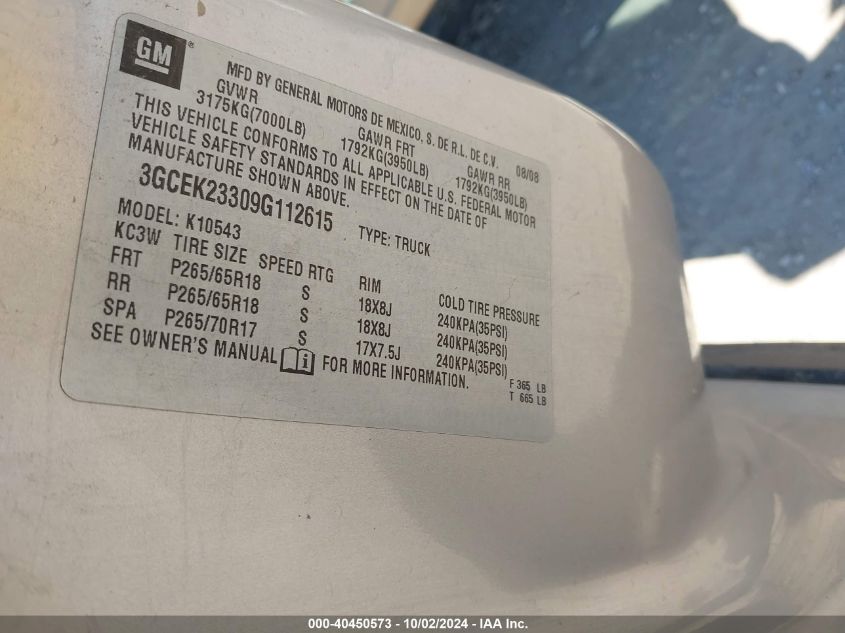 GM
MFD BY GENERAL MOTORS DE MEXICO, S. DE R.L. DE C.V. 08/08
GVWR GAWR FRT GAWR RR
3175KG(7000LB) 1792KG(3950LB) 1792KG(3950LB)
THIS VEHICLE CONFORMS TO ALL APPLICABLE U.S. FEDERAL MOTOR
VEHICLE SAFETY STANDARDS IN EFFECT ON THE DATE OF
MANUFACTURE SHOWN ABOVE.
3GCEK23309G112615 TYPE: TRUCK
MODEL: K10543
KC3W TIRE SIZE SPEED RTG RIM COLD TIRE PRESSURE
FRT P265/65R18 S 18X8J 240KPA(35PSI)
RR P265/65R18 S 18X8J 240KPA(35PSI)
SPA P265/70R17 S 17X7.5J 240KPA(35PSI)
SEE OWNER'S MANUAL i FOR MORE INFORMATION.
F 365 LB
T 665 LB
000-40450573 - 10/02/2024 - IAA Inc.